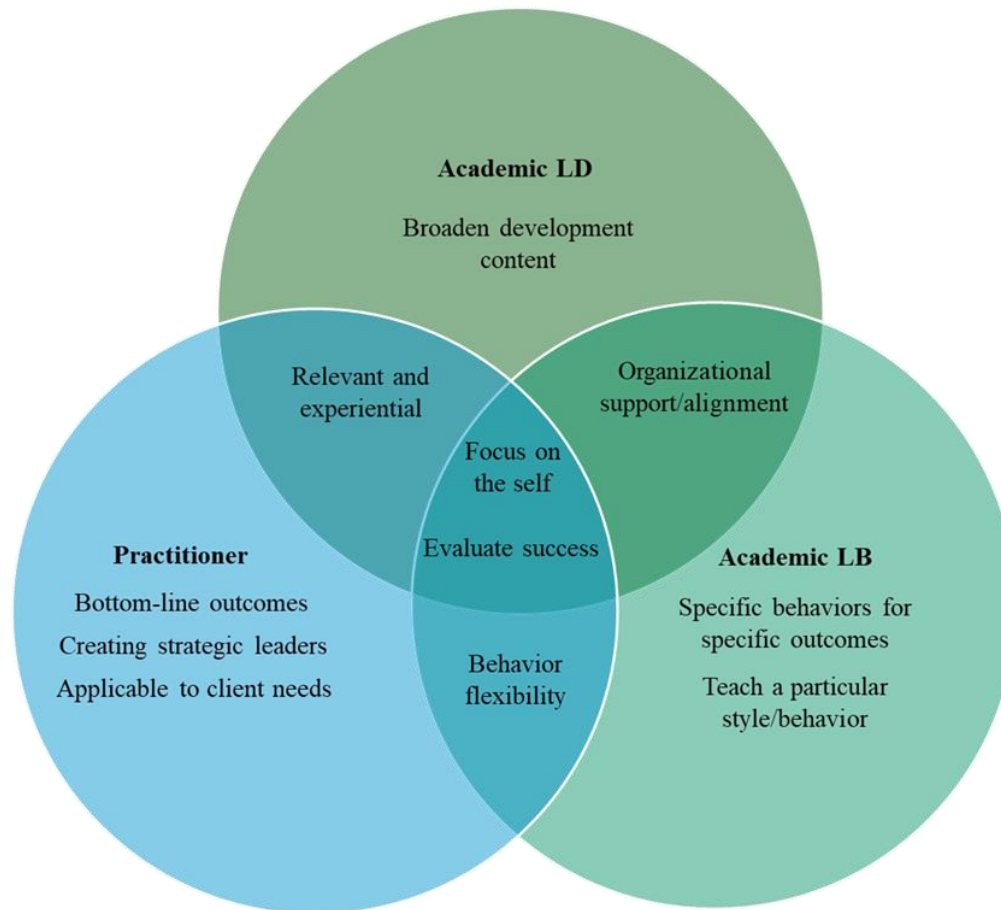 Academic LD
Broaden development
content
Relevant and
experiential
Organizational
support/alignment
Focus on
the self
Evaluate success
Practitioner
Bottom-line outcomes
Creating strategic leaders
Applicable to client needs
Academic LB
Specific behaviors for
specific outcomes
Teach a particular
style/behavior
Behavior
flexibility